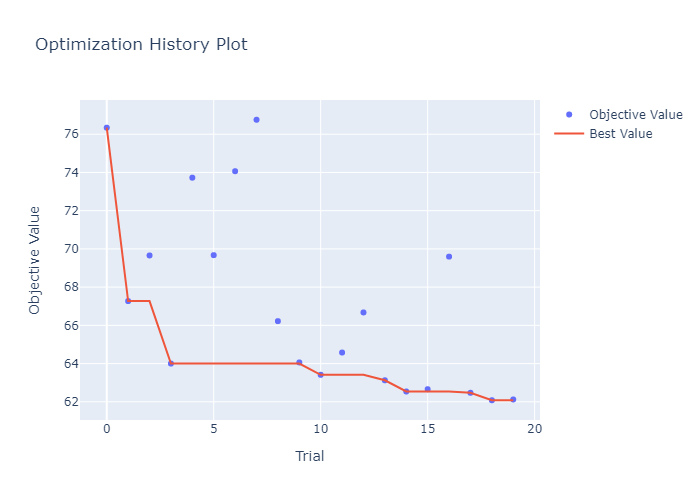 Optimization History Plot
Objective Value
Best Value
76
74
72
70
68
66
64
62
Objective Value
0
5
10
15
20
Trial